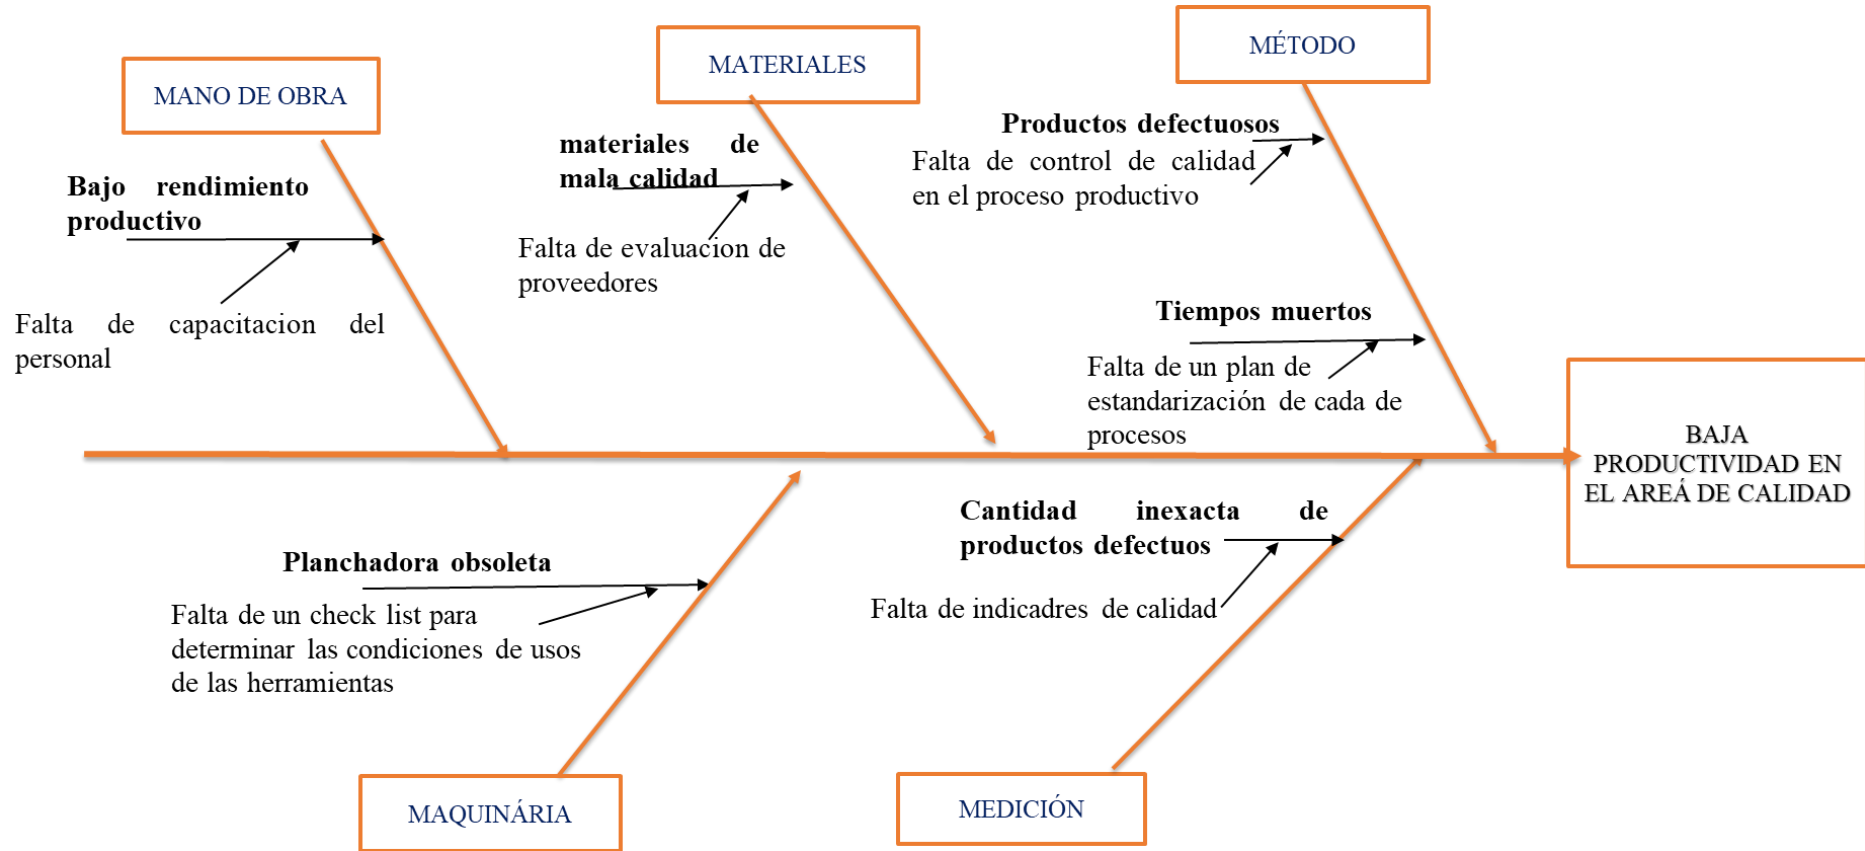 MANO DE OBRA
Bajo rendimiento
productivo
Falta de capacitacion del
personal
MATERIALES
materiales de
mala calidad
Falta de evaluacion de
proveedores
MÉTODO
Productos defectuosos
Falta de control de calidad
en el proceso productivo
Tiempos muertos
Falta de un plan de
estandarización de cada de
procesos
BAJA
PRODUCTIVIDAD EN
EL AREÁ DE CALIDAD
Planchadora obsoleta
Falta de un check list para
determinar las condiciones de usos
de las herramientas
MAQUINÁRIA
Cantidad inexacta de
productos defectuos
Falta de indicadres de calidad
MEDICIÓN